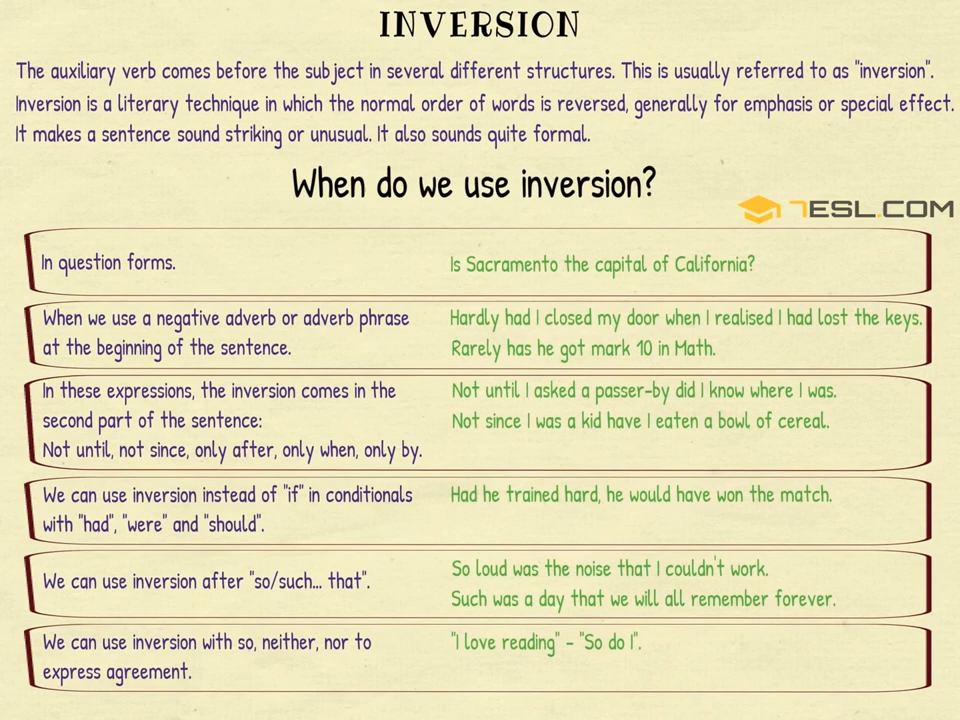 INVERSION
The auxiliary verb comes before the subject in several different structures. This is usually referred to as "inversion".
Inversion is a literary technique in which the normal order of words is reversed, generally for emphasis or special effect.
It makes a sentence sound striking or unusual. It also sounds quite formal.
When do we use inversion?
7ESL.COM
In question forms.
Is Sacramento the capital of California?
When we use a negative adverb or adverb phrase
at the beginning of the sentence.
Hardly had I closed my door when I realised I had lost the keys.
Rarely has he got mark 10 in Math.
In these expressions, the inversion comes in the
second part of the sentence:
Not until, not since, only after, only when, only by.
Not until I asked a passer-by did I know where I was.
Not since I was a kid have I eaten a bowl of cereal.
We can use inversion instead of "if" in conditionals
with "had", "were" and "should".
Had he trained hard, he would have won the match.
We can use inversion after "so/such... that".
So loud was the noise that I couldn't work.
Such was a day that we will all remember forever.
We can use inversion with so, neither, nor to
express agreement.
"I love reading" – "So do I".